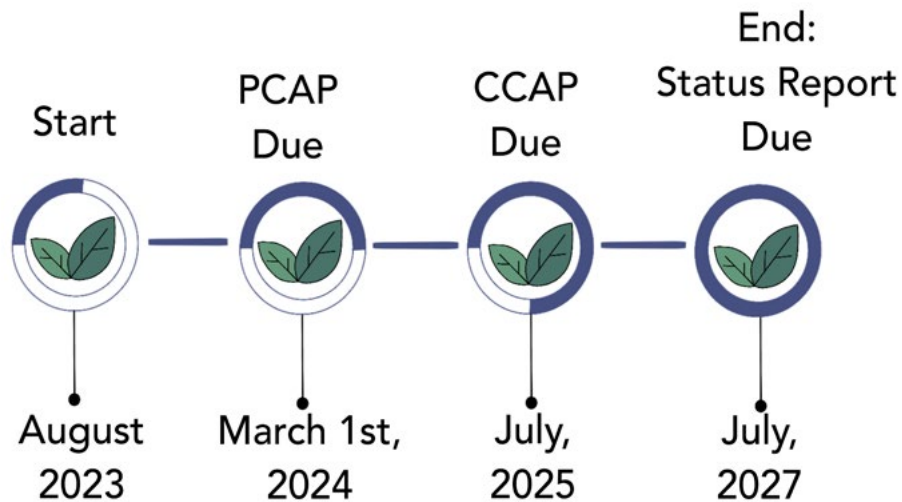 Start
PCAP
Due
CCAP
Due
End:
Status Report
Due
August
2023
March 1st,
2024
July,
2025
July,
2027